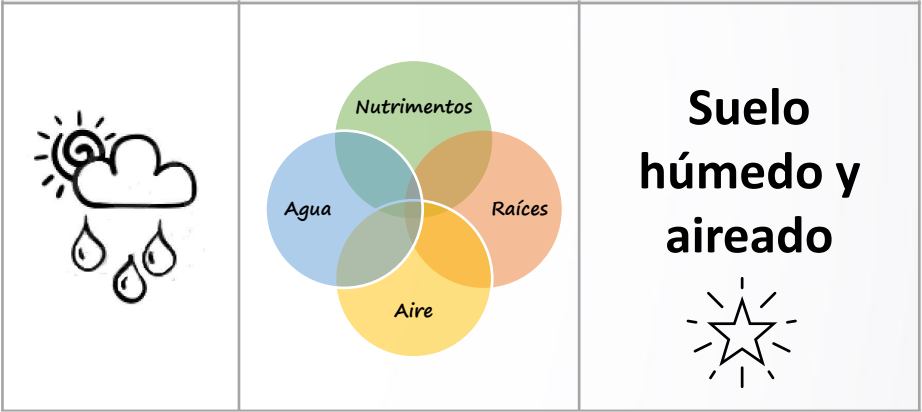 Nutrimentos
Agua
Raíces
Aire
Suelo
húmedo y
aireado